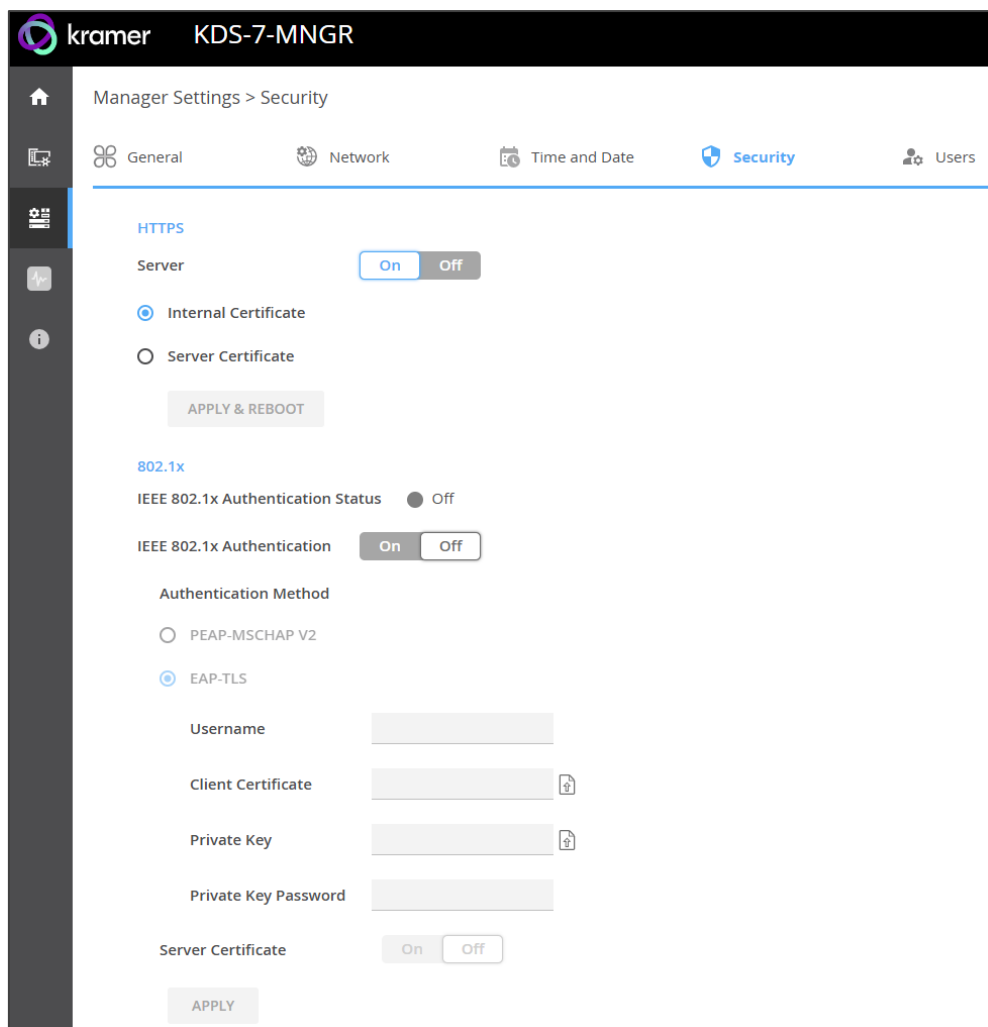 kramer KDS-7-MNGR
Manager Settings > Security
General Network Time and Date Security Users
HTTPS
Server On Off
Internal Certificate
Server Certificate
APPLY & REBOOT
802.1x
IEEE 802.1x Authentication Status Off
IEEE 802.1x Authentication On Off
Authentication Method
PEAP-MSCHAP V2
EAP-TLS
Username
Client Certificate
Private Key
Private Key Password
Server Certificate On Off
APPLY